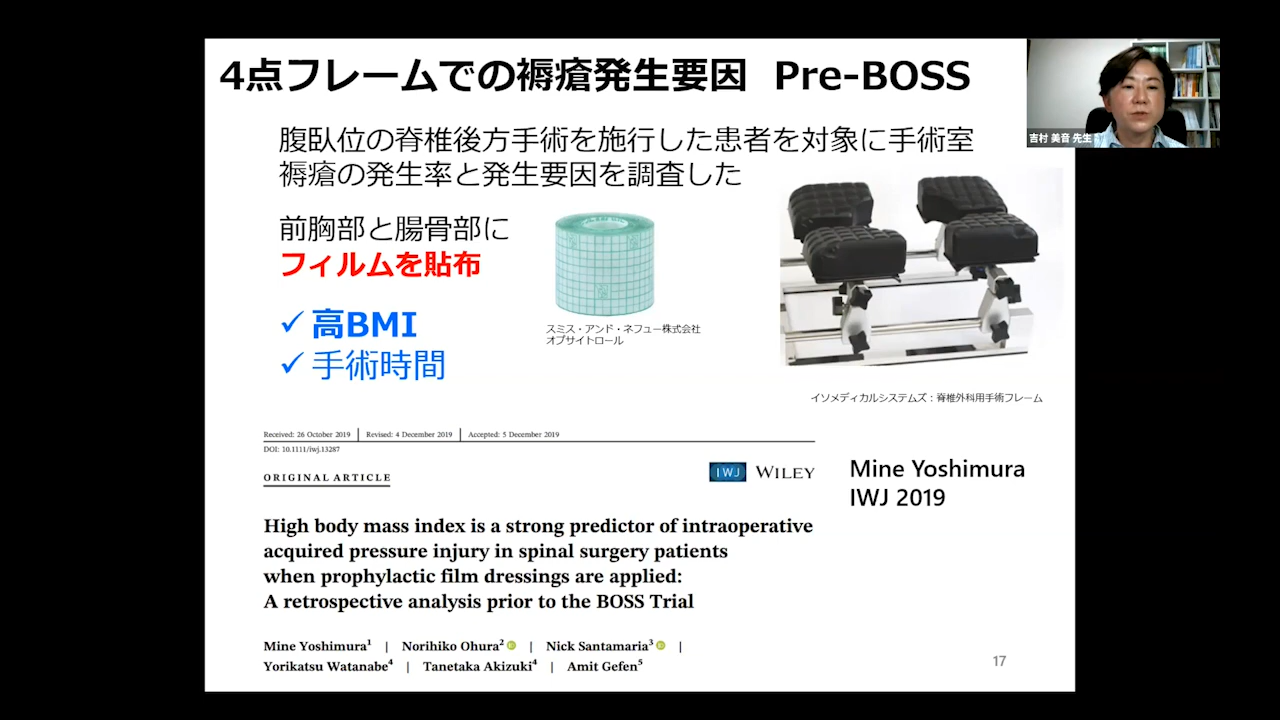 4点フレームでの褥瘡発生要因 Pre-BOSS
吉村 美音 先生
腹臥位の脊椎後方手術を施行した患者を対象に手術室
褥瘡の発生率と発生要因を調査した
前胸部と腸骨部に
フィルムを貼布
✓ 高BMI
✓ 手術時間
スミス・アンド・ネフュー株式会社
オプサイトロール
イソメディカルシステムズ：脊椎外科用手術フレーム
Received: 26 October 2019 | Revised: 4 December 2019 | Accepted: 5 December 2019
DOI: 10.1111/iwj.13287
ORIGINAL ARTICLE
IWJ WILEY
Mine Yoshimura
IWJ 2019
High body mass index is a strong predictor of intraoperative
acquired pressure injury in spinal surgery patients
when prophylactic film dressings are applied:
A retrospective analysis prior to the BOSS Trial
Mine Yoshimura1 | Norihiko Ohura2 | Nick Santamaria3 |
Yorikatsu Watanabe4 | Tanetaka Akizuki4 | Amit Gefen5
17